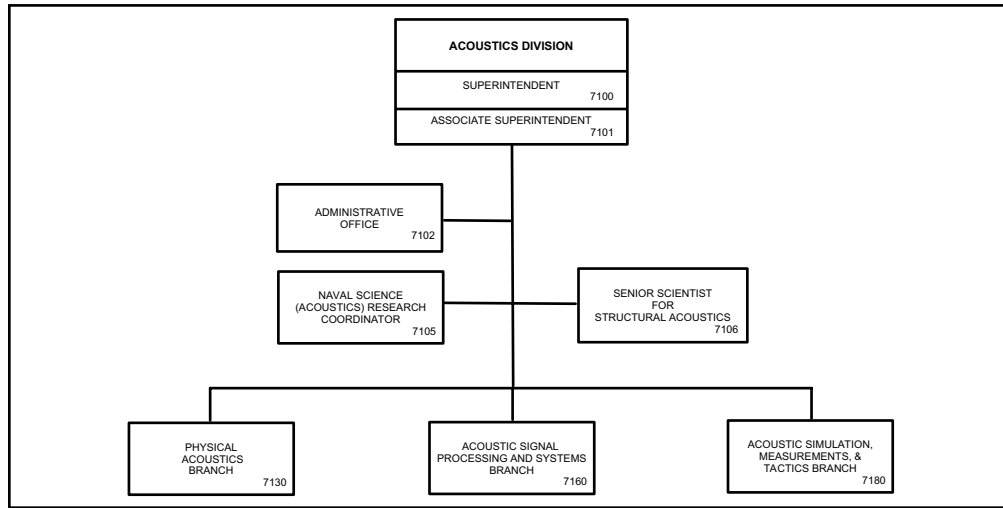 ACOUSTICS DIVISION
SUPERINTENDENT
7100
ASSOCIATE SUPERINTENDENT
7101
ADMINISTRATIVE
OFFICE
7102
NAVAL SCIENCE
(ACOUSTICS) RESEARCH
COORDINATOR
7105
SENIOR SCIENTIST
FOR
STRUCTURAL ACOUSTICS
7106
PHYSICAL
ACOUSTICS
BRANCH
7130
ACOUSTIC SIGNAL
PROCESSING AND SYSTEMS
BRANCH
7160
ACOUSTIC SIMULATION,
MEASUREMENTS, &
TACTICS BRANCH
7180